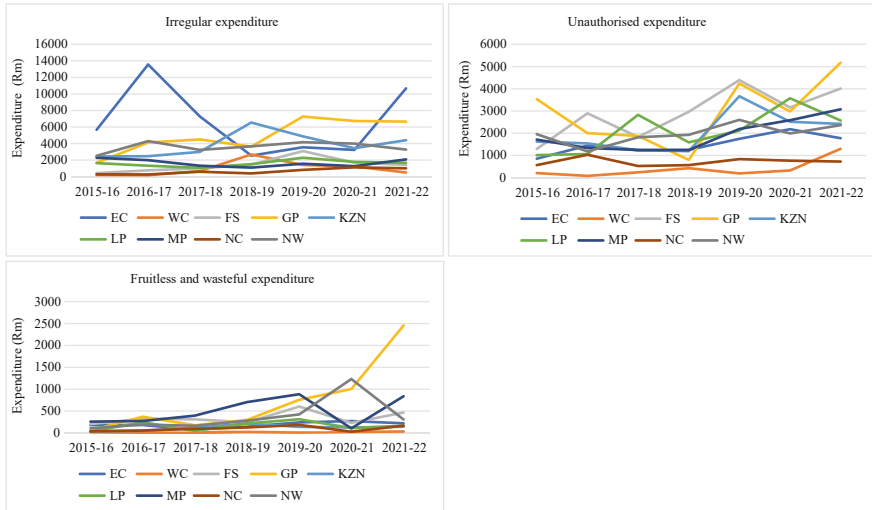 Irregular expenditure
Expenditure (Rm)
16000
14000
12000
10000
8000
6000
4000
2000
0
2015-16 2016-17 2017-18 2018-19 2019-20 2020-21 2021-22
EC WC FS GP KZN
LP MP NC NW
Unauthorised expenditure
Expenditure (Rm)
6000
5000
4000
3000
2000
1000
0
2015-16 2016-17 2017-18 2018-19 2019-20 2020-21 2021-22
EC WC FS GP KZN
LP MP NC NW
Fruitless and wasteful expenditure
Expenditure (Rm)
3000
2500
2000
1500
1000
500
0
2015-16 2016-17 2017-18 2018-19 2019-20 2020-21 2021-22
EC WC FS GP KZN
LP MP NC NW